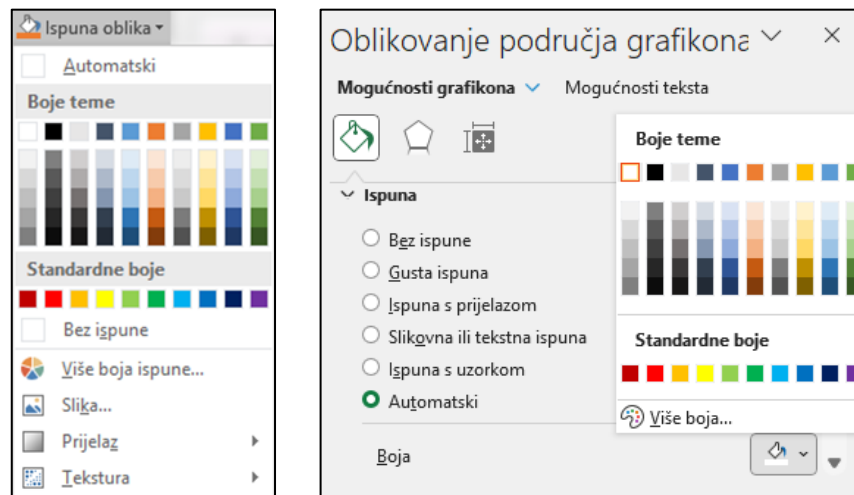 Ispuna oblika
Automatski
Boje teme
Standardne boje
Bez ispune
Više boja ispune...
Slika...
Prijelaz
Tekstura
Oblikovanje područja grafikona
Mogućnosti grafikona
Mogućnosti teksta
Ispuna
Bez ispune
Gusta ispuna
Ispuna s prijelazom
Slikovna ili tekstna ispuna
Ispuna s uzorkom
Automatski
Boja
Boje teme
Standardne boje
Više boja...